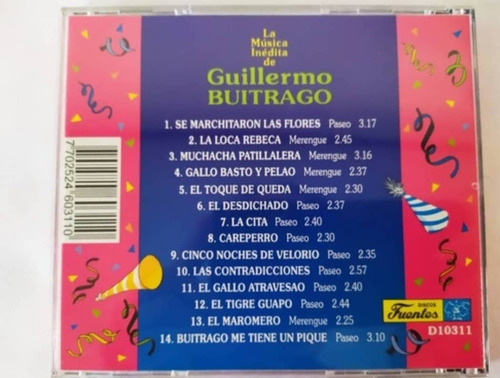 La
Música
Inédita
de
Guillermo
BUITRAGO
1. SE MARCHITARON LAS FLORES Paseo 3.17
2. LA LOCA REBECA Merengue 2.45
3. MUCHACHA PATILLALERA Merengue 3.16
4. GALLO BASTO Y PELAO Merengue 2.37
5. EL TOQUE DE QUEDA Merengue 2.30
6. EL DESDICHADO Paseo 2.37
7. LA CITA Paseo 2.40
8. CAREPERRO Paseo 2.30
9. CINCO NOCHES DE VELORIO Paseo 2.35
10. LAS CONTRADICCIONES Paseo 2.57
11. EL GALLO ATRAVESAO Paseo 2.40
12. EL TIGRE GUAPO Paseo 2.44
13. EL MAROMERO Merengue 2.25
14. BUITRAGO ME TIENE UN PIQUE Paseo 3.10
7702524 603110
DISCOS
Fuentes
D10311